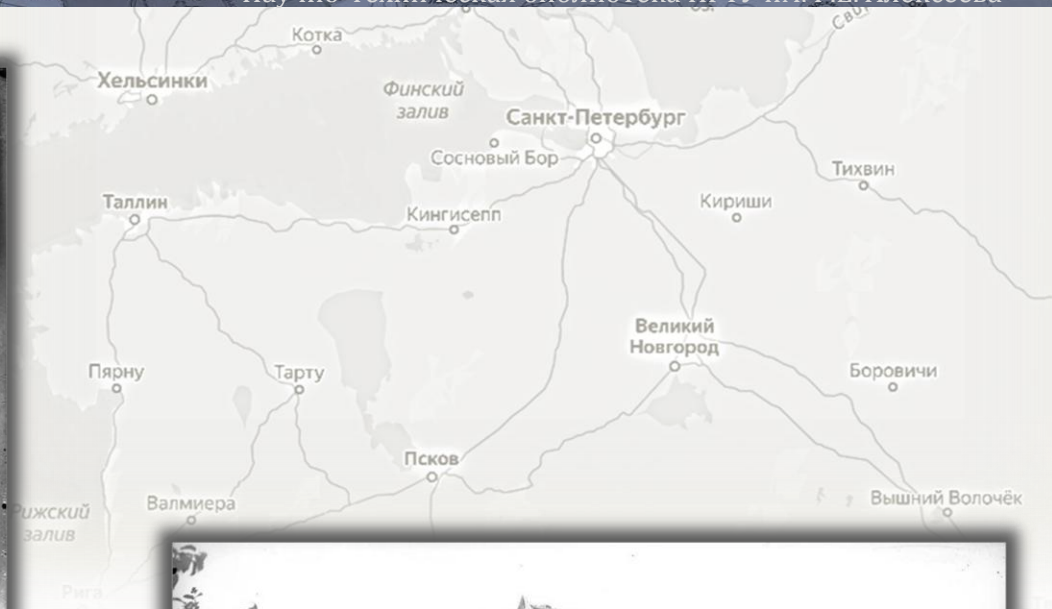 Котка
Хельсинки
Финский
залив
Санкт-Петербург
Сосновый Бор
Тихвин
Таллин
Кингисепп
Кириши
Великий
Новгород
Пярну
Тарту
Боровичи
Псков
Валмиера
Вышний Волочёк
залив
Рига